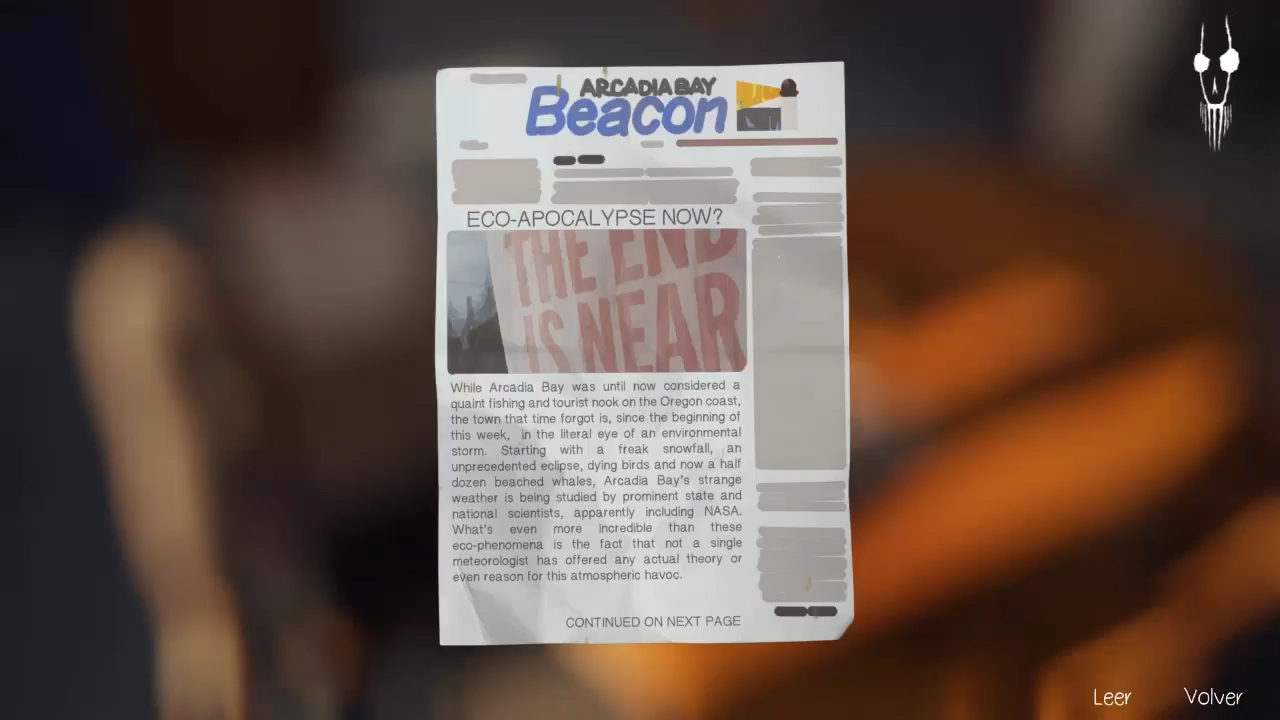 ARCADIA BAY
Beacon
ECO-APOCALYPSE NOW?
THE END
IS NEAR
While Arcadia Bay was until now considered a
quaint fishing and tourist nook on the Oregon coast,
the town that time forgot is, since the beginning of
this week, in the literal eye of an environmental
storm. Starting with a freak snowfall, an
unprecedented eclipse, dying birds and now a half
dozen beached whales, Arcadia Bay's strange
weather is being studied by prominent state and
national scientists, apparently including NASA.
What's even more incredible than these
eco-phenomena is the fact that not a single
meteorologist has offered any actual theory or
even reason for this atmospheric havoc.
CONTINUED ON NEXT PAGE
Leer Volver